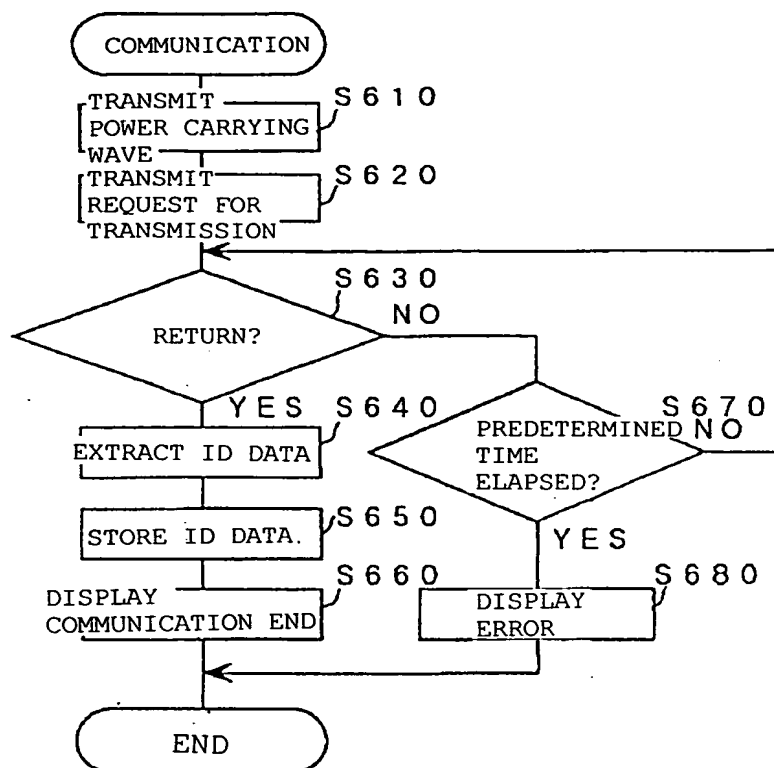 COMMUNICATION
TRANSMIT
POWER CARRYING
WAVE
S610
TRANSMIT
REQUEST FOR
TRANSMISSION
S620
RETURN?
S630
NO
YES
EXTRACT ID DATA
S640
STORE ID DATA.
S650
DISPLAY
COMMUNICATION END
S660
PREDETERMINED
TIME
ELAPSED?
S670
NO
YES
DISPLAY
ERROR
S680
END